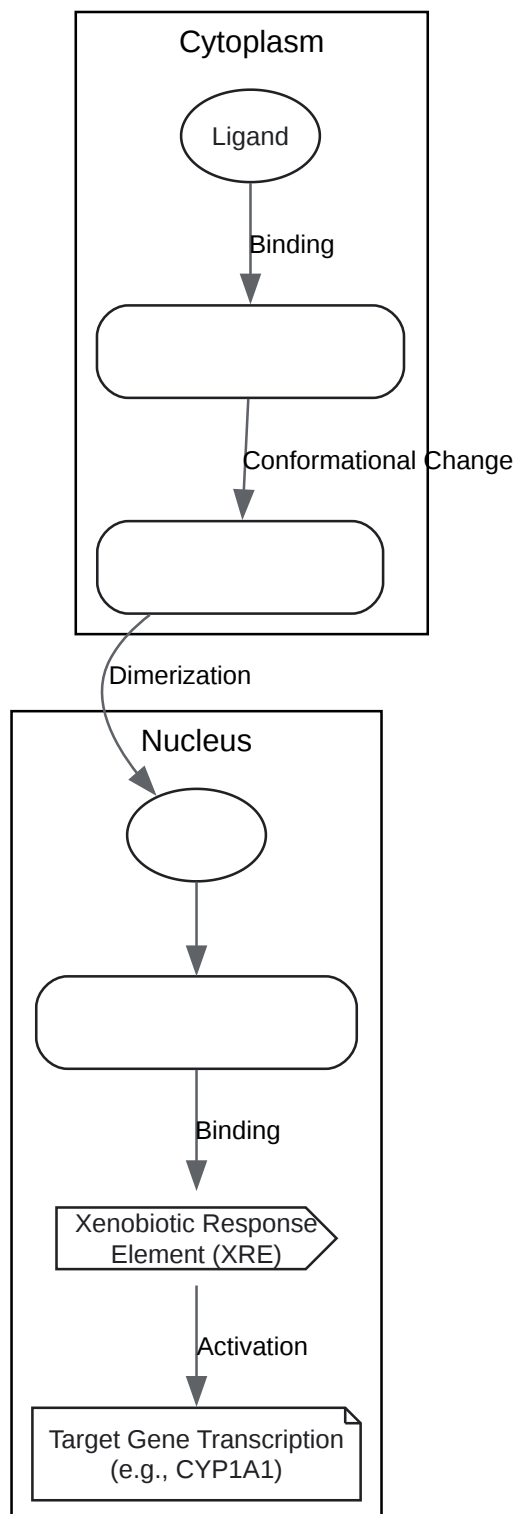 Cytoplasm
Ligand
Binding
Conformational Change
Dimerization
Nucleus
Binding
Xenobiotic Response
Element (XRE)
Activation
Target Gene Transcription
(e.g., CYP1A1)